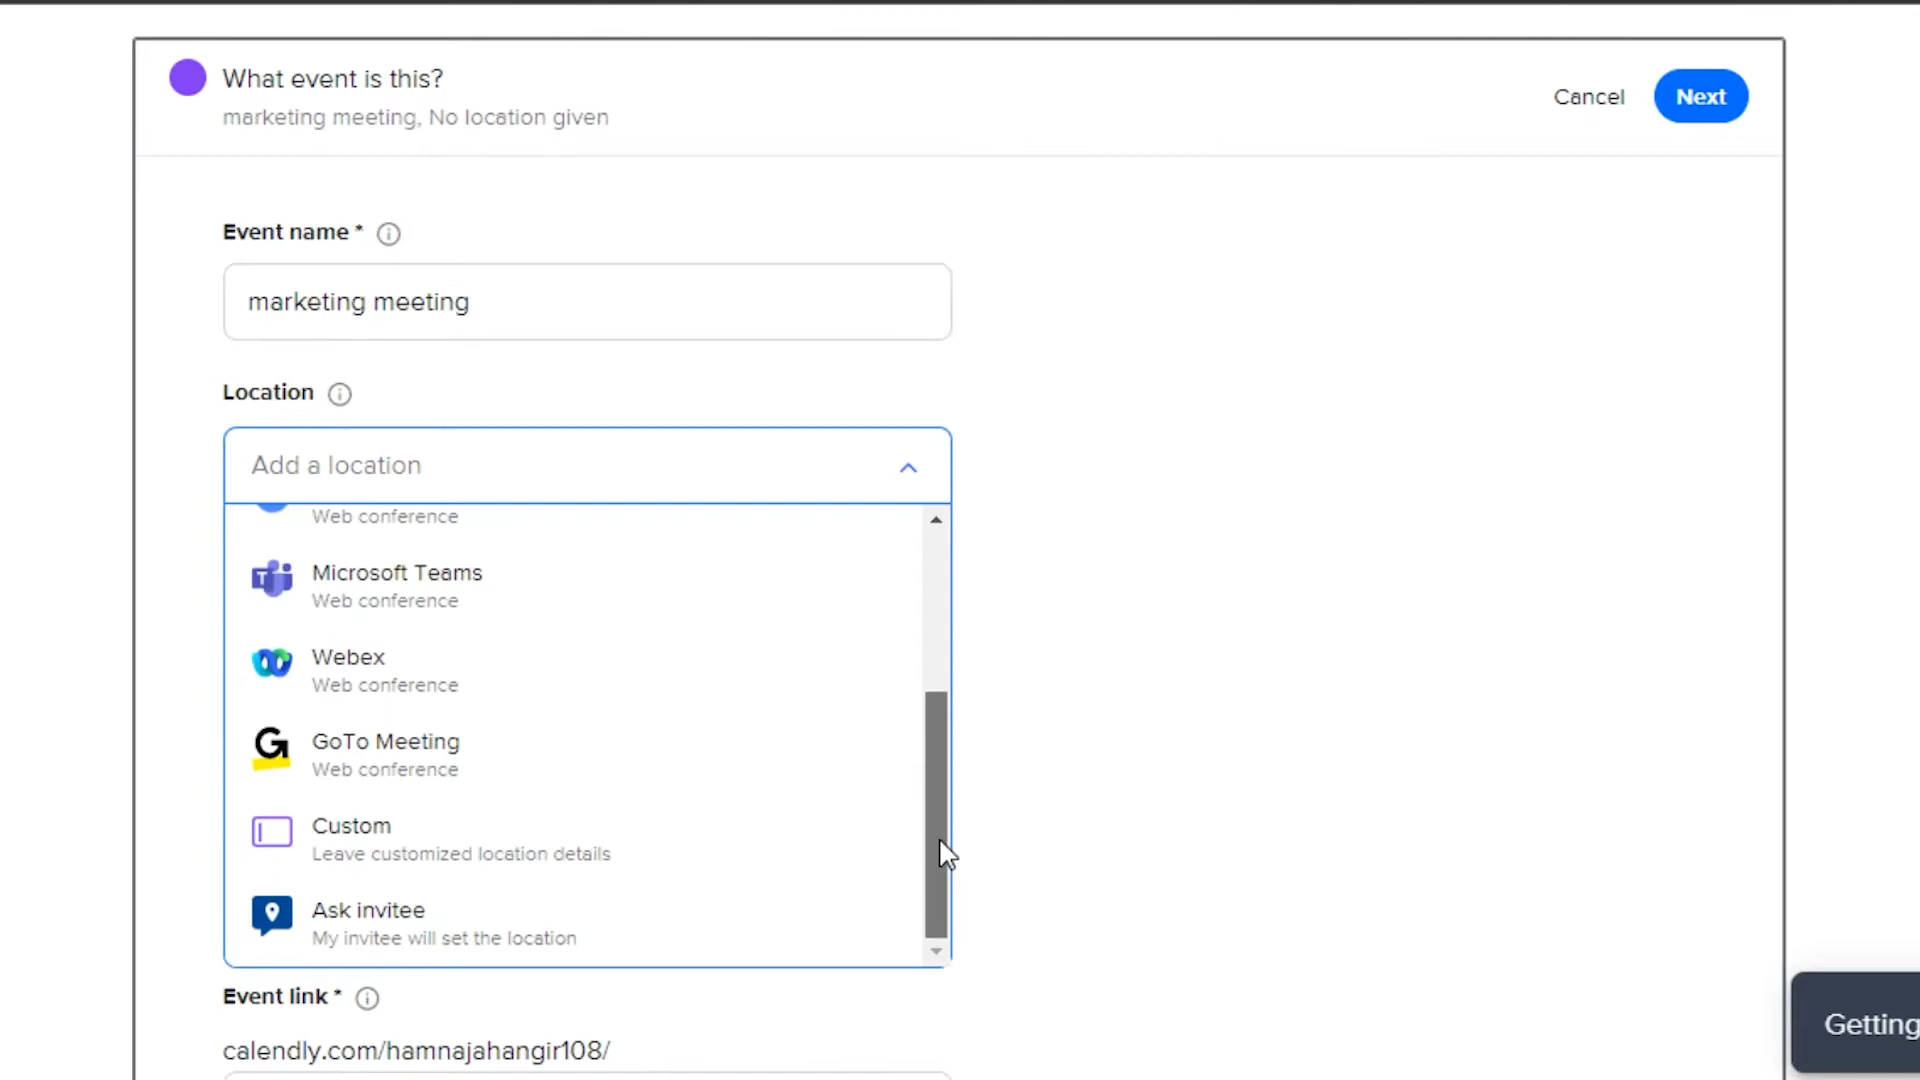 What event is this?
marketing meeting, No location given
Cancel
Next
Event name *
marketing meeting
Location
Add a location
Web conference
Microsoft Teams
Web conference
Webex
Web conference
GoTo Meeting
Web conference
Custom
Leave customized location details
Ask invitee
My invitee will set the location
Event link *
calendly.com/hamnajahangir108/
Getting